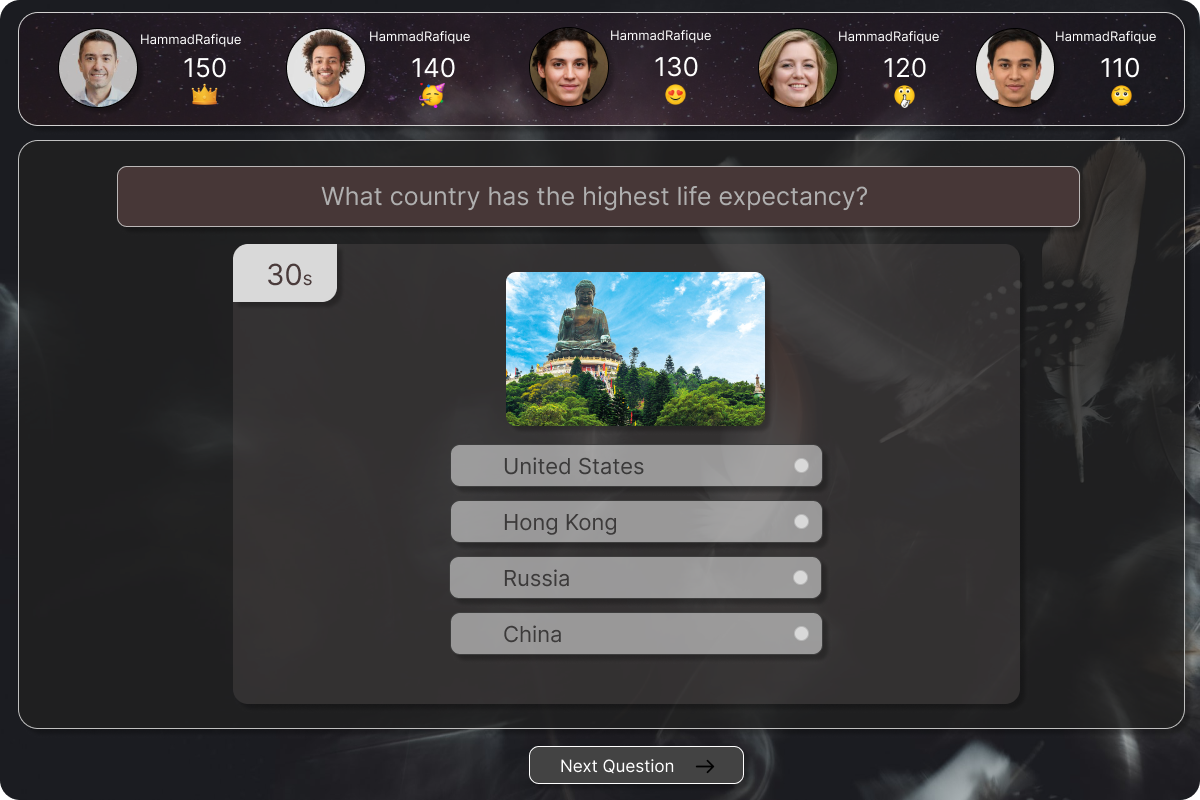 HammadRafique
150
HammadRafique
140
HammadRafique
130
HammadRafique
120
HammadRafique
110
What country has the highest life expectancy?
30s
United States
Hong Kong
Russia
China
Next Question →